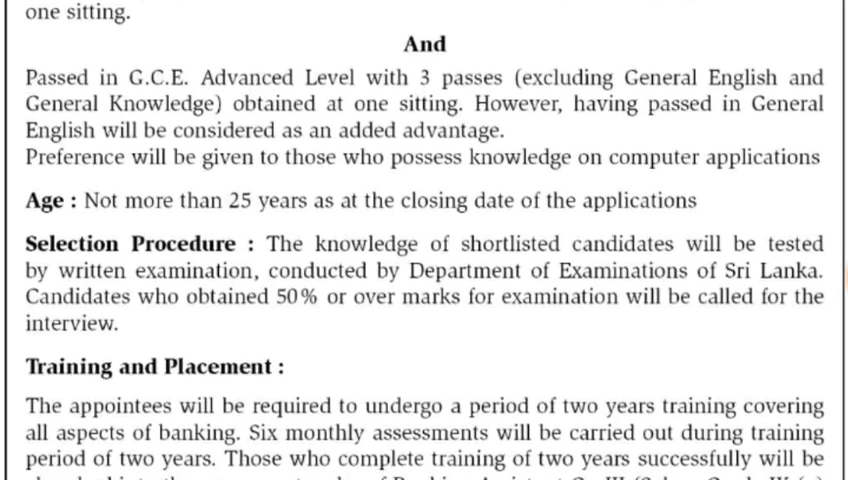 one sitting.
And
Passed in G.C.E. Advanced Level with 3 passes (excluding General English and
General Knowledge) obtained at one sitting. However, having passed in General
English will be considered as an added advantage.
Preference will be given to those who possess knowledge on computer applications
Age : Not more than 25 years as at the closing date of the applications
Selection Procedure : The knowledge of shortlisted candidates will be tested
by written examination, conducted by Department of Examinations of Sri Lanka.
Candidates who obtained 50% or over marks for examination will be called for the
interview.
Training and Placement :
The appointees will be required to undergo a period of two years training covering
all aspects of banking. Six monthly assessments will be carried out during training
period of two years. Those who complete training of two years successfully will be